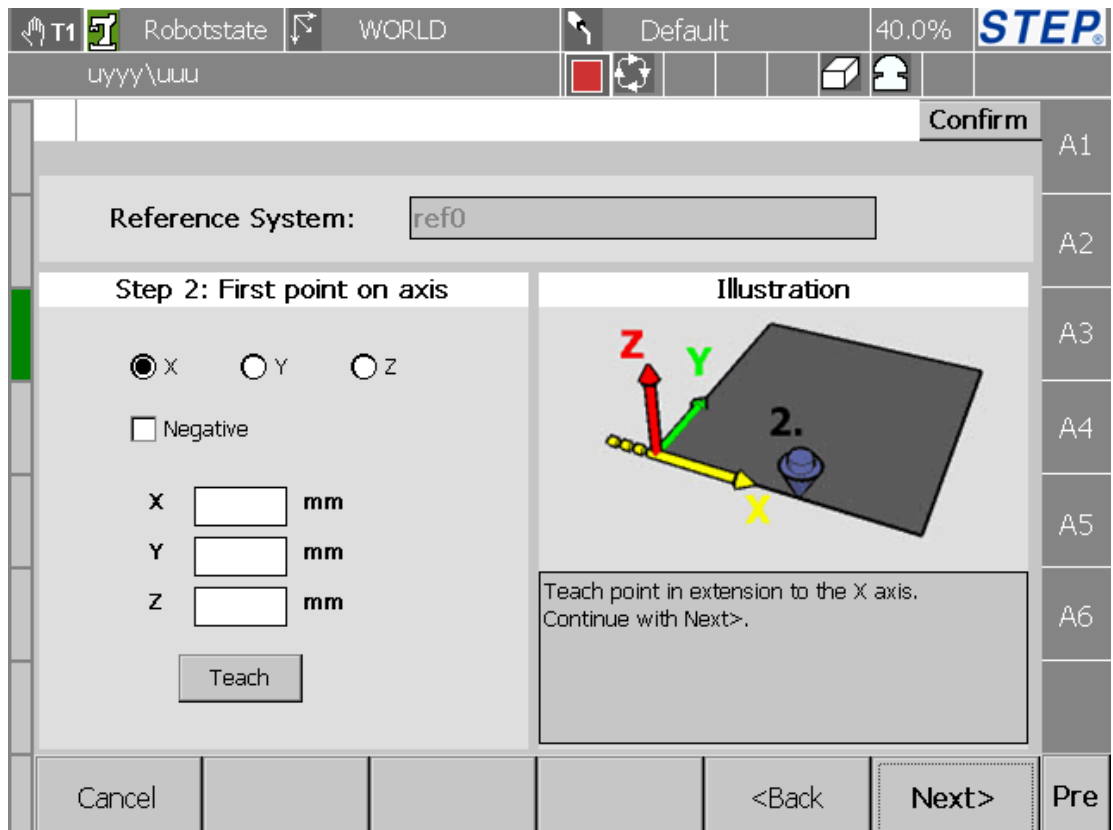 T1 Robotstate WORLD Default 40.0% STEP®
uyyy\uuu
Confirm
A1
Reference System: ref0
A2
Step 2: First point on axis
Illustration
X Y Z
Negative
X mm
Y mm
Z mm
Teach
Z
Y
2.
X
A3
A4
A5
Teach point in extension to the X axis.
Continue with Next>.
A6
Cancel <Back Next> Pre